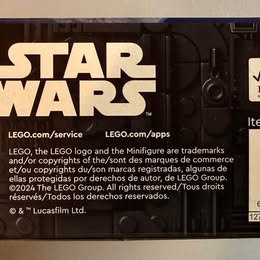 STAR
WARS™
LEGO.com/service LEGO.com/apps
LEGO, the LEGO logo and the Minifigure are trademarks
and/or copyrights of the/sont des marques de commerce
et/ou copyrights du/son marcas registradas, algunas de
ellas protegidas por derechos de autor, de LEGO Group.
©2024 The LEGO Group. All rights reserved/Tous droits
réservés/Todos los derechos reservados.
© & ™ Lucasfilm Ltd.
Ite